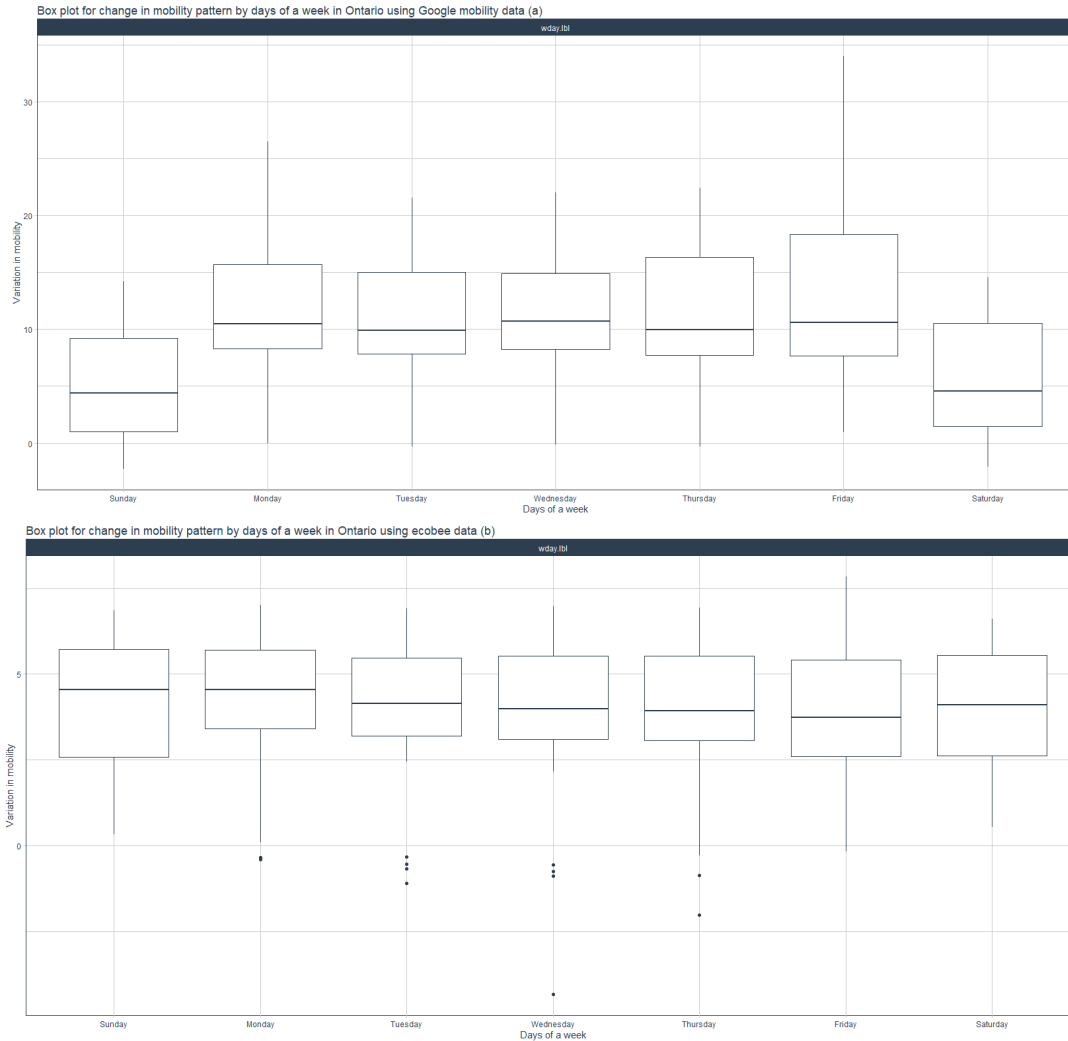 Box plot for change in mobility pattern by days of a week in Ontario using Google mobility data (a)
wday.lbl
30
20
10
0
Variation in mobility
Sunday Monday Tuesday Wednesday Thursday Friday Saturday
Days of a week
Box plot for change in mobility pattern by days of a week in Ontario using ecobee data (b)
wday.lbl
5
0
Variation in mobility
Sunday Monday Tuesday Wednesday Thursday Friday Saturday
Days of a week